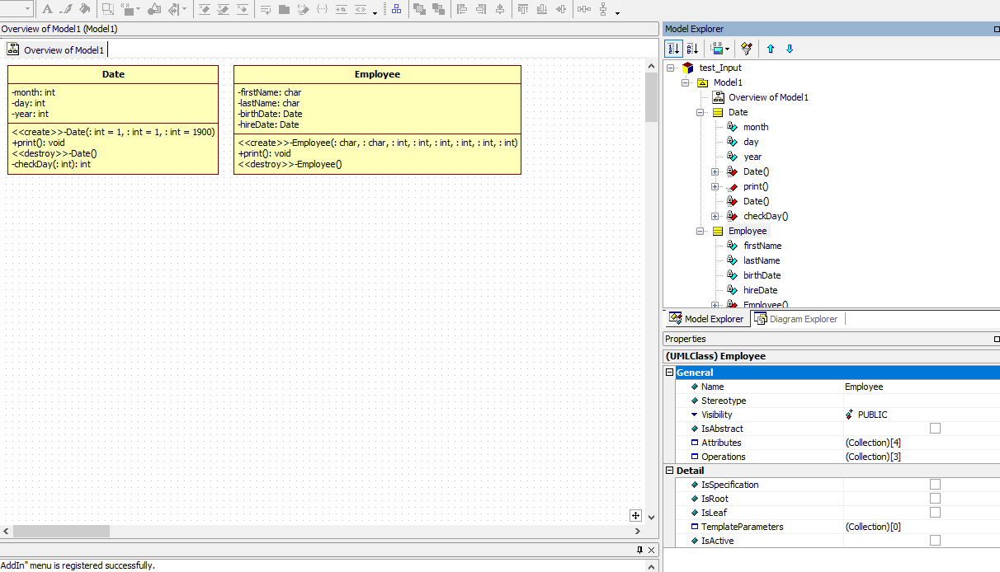 Overview of Model1 (Model1)
Overview of Model1
Date
-month: int
-day: int
-year: int
<<create>>-Date(: int = 1, : int = 1, : int = 1900)
+print(): void
<<destroy>>-Date()
-checkDay(: int): int
Employee
-firstName: char
-lastName: char
-birthDate: Date
-hireDate: Date
<<create>>-Employee(: char, : char, : int, : int, : int, : int, : int, : int)
+print(): void
<<destroy>>-Employee()
AddIn" menu is registered successfully.
Model Explorer
test_Input
Model1
Overview of Model1
Date
month
day
year
Date()
print()
Date()
checkDay()
Employee
firstName
lastName
birthDate
hireDate
Employee()
Model Explorer Diagram Explorer
Properties
(UMLClass) Employee
General
Name Employee
Stereotype
Visibility PUBLIC
IsAbstract
Attributes (Collection)[4]
Operations (Collection)[3]
Detail
IsSpecification
IsRoot
IsLeaf
TemplateParameters (Collection)[0]
IsActive